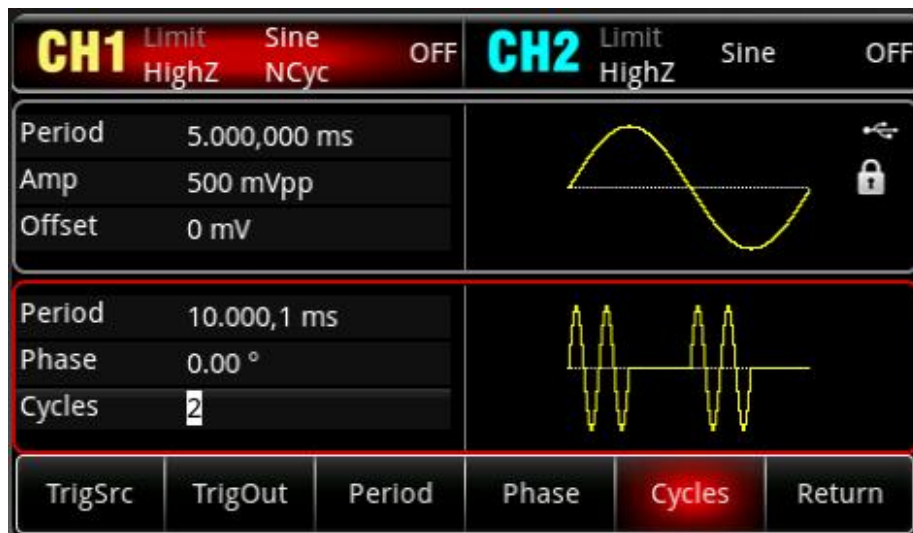 CH1 Limit Sine OFF CH2 Limit Sine OFF
HighZ NCyc HighZ
Period 5.000,000 ms
Amp 500 mVpp
Offset 0 mV
Period 10.000,1 ms
Phase 0.00 °
Cycles 2
TrigSrc TrigOut Period Phase Cycles Return